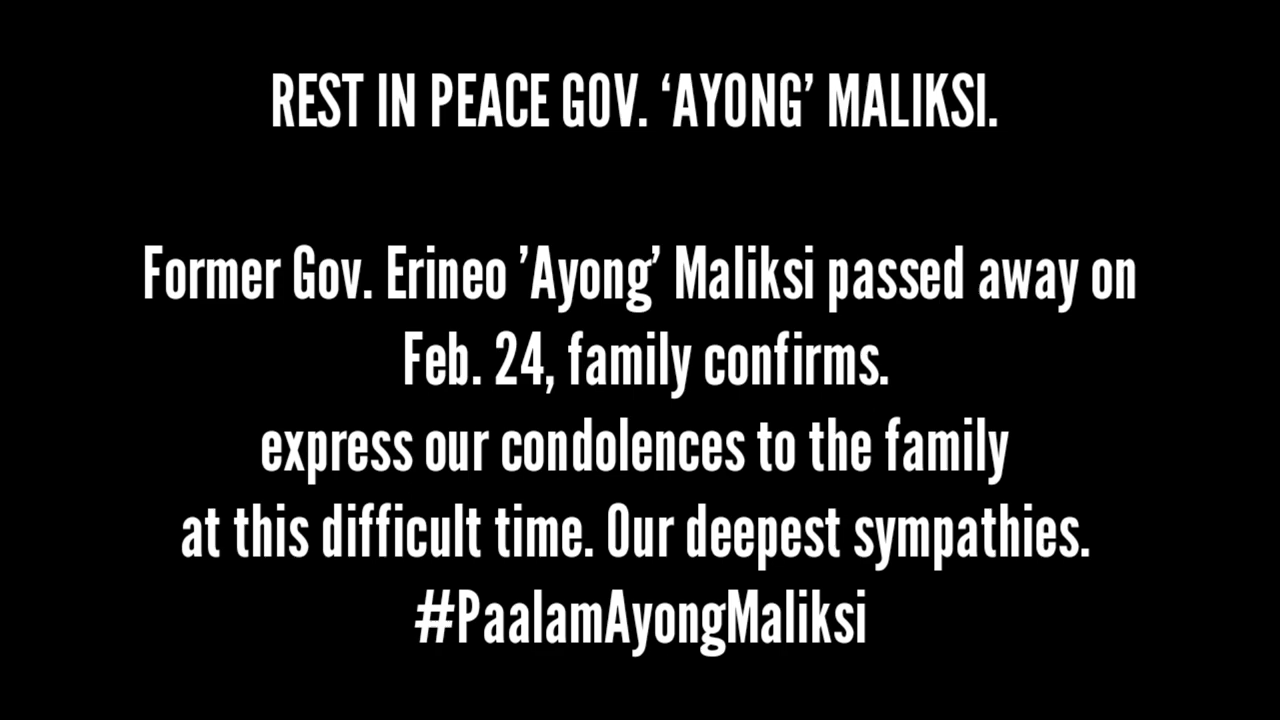 REST IN PEACE GOV. ‘AYONG’ MALIKSI.
Former Gov. Erineo ’Ayong’ Maliksi passed away on
Feb. 24, family confirms.
express our condolences to the family
at this difficult time. Our deepest sympathies.
#PaalamAyongMaliksi